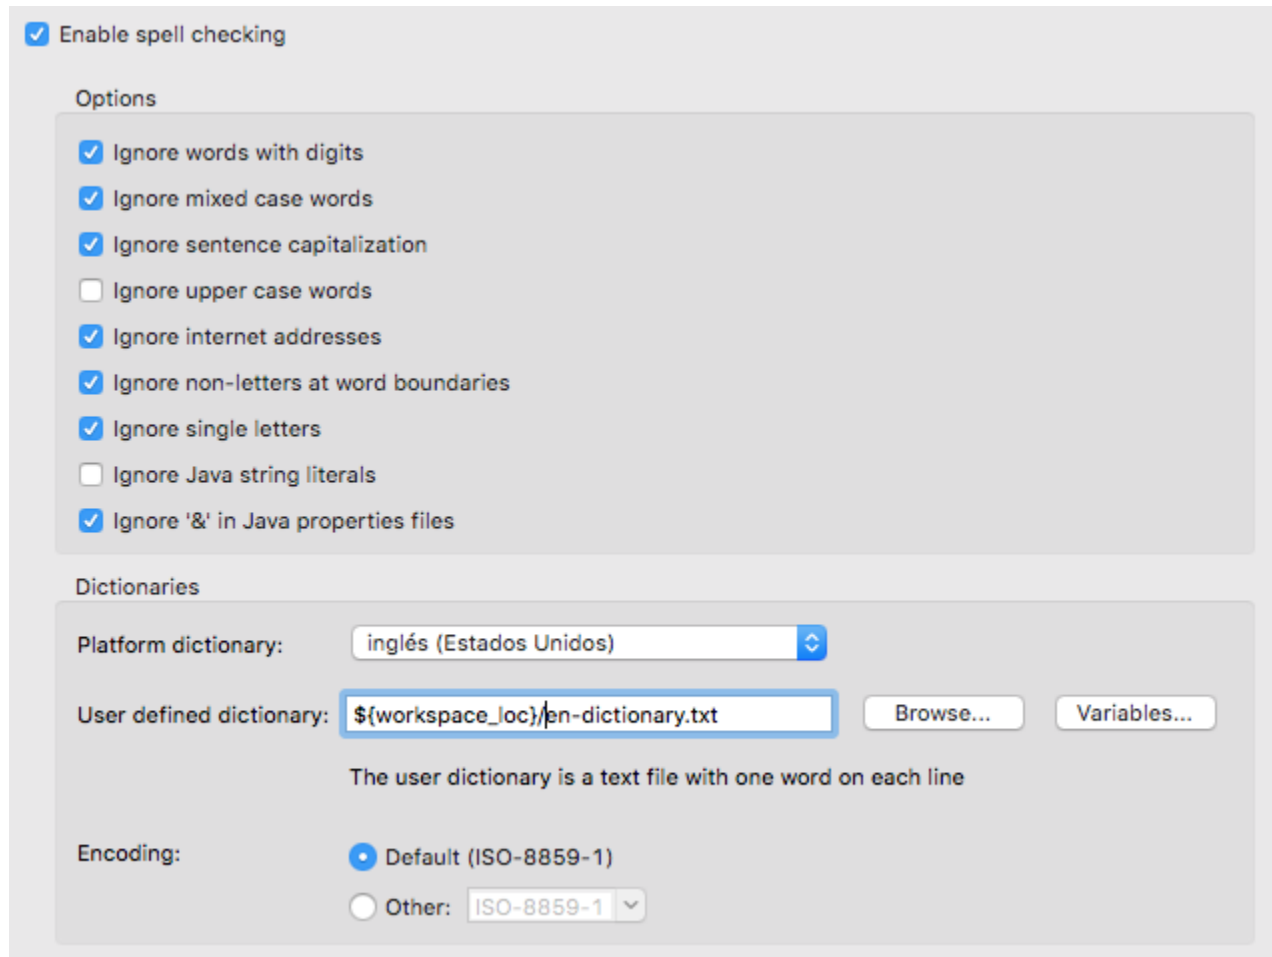 Enable spell checking
Options
Ignore words with digits
Ignore mixed case words
Ignore sentence capitalization
Ignore upper case words
Ignore internet addresses
Ignore non-letters at word boundaries
Ignore single letters
Ignore Java string literals
Ignore '&' in Java properties files
Dictionaries
Platform dictionary: inglés (Estados Unidos)
User defined dictionary: ${workspace_loc}/en-dictionary.txt Browse... Variables...
The user dictionary is a text file with one word on each line
Encoding: Default (ISO-8859-1)
Other: ISO-8859-1